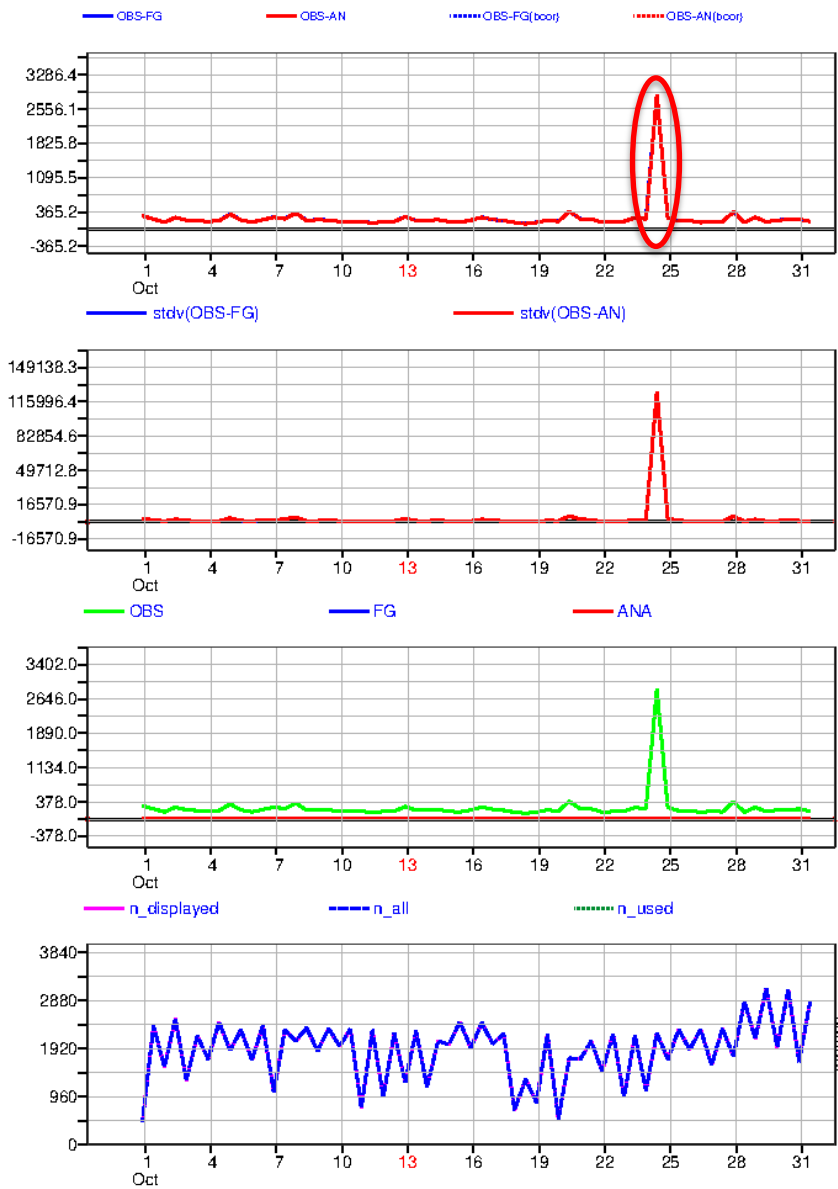 OBS-FG OBS-AN OBS-FG(bcor) OBS-AN(bcor)
3286.4
2556.1
1825.8
1095.5
365.2
-365.2
1 4 7 10 13 16 19 22 25 28 31
Oct
stdv(OBS-FG) stdv(OBS-AN)
149138.3
115996.4
82854.6
49712.8
16570.9
-16570.9
1 4 7 10 13 16 19 22 25 28 31
Oct
OBS FG ANA
3402.0
2646.0
1890.0
1134.0
378.0
-378.0
1 4 7 10 13 16 19 22 25 28 31
Oct
n_displayed n_all n_used
3840
2880
1920
960
0
1 4 7 10 13 16 19 22 25 28 31
Oct